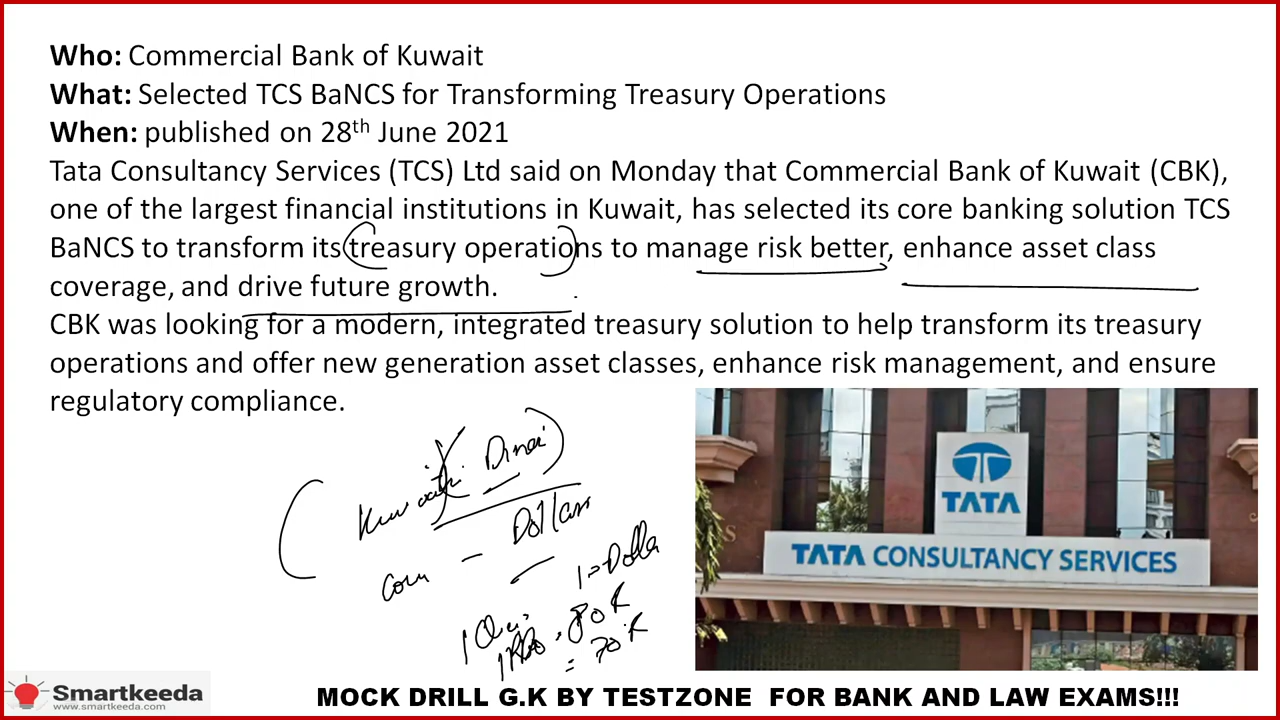 Who: Commercial Bank of Kuwait
What: Selected TCS BaNCS for Transforming Treasury Operations
When: published on 28th June 2021
Tata Consultancy Services (TCS) Ltd said on Monday that Commercial Bank of Kuwait (CBK),
one of the largest financial institutions in Kuwait, has selected its core banking solution TCS
BaNCS to transform its treasury operations to manage risk better, enhance asset class
coverage, and drive future growth.
CBK was looking for a modern, integrated treasury solution to help transform its treasury
operations and offer new generation asset classes, enhance risk management, and ensure
regulatory compliance.
Dollar
80 R
= 70 R
TATA
TATA CONSULTANCY SERVICES
Smartkeeda
www.smartkeeda.com
MOCK DRILL G.K BY TESTZONE FOR BANK AND LAW EXAMS!!!